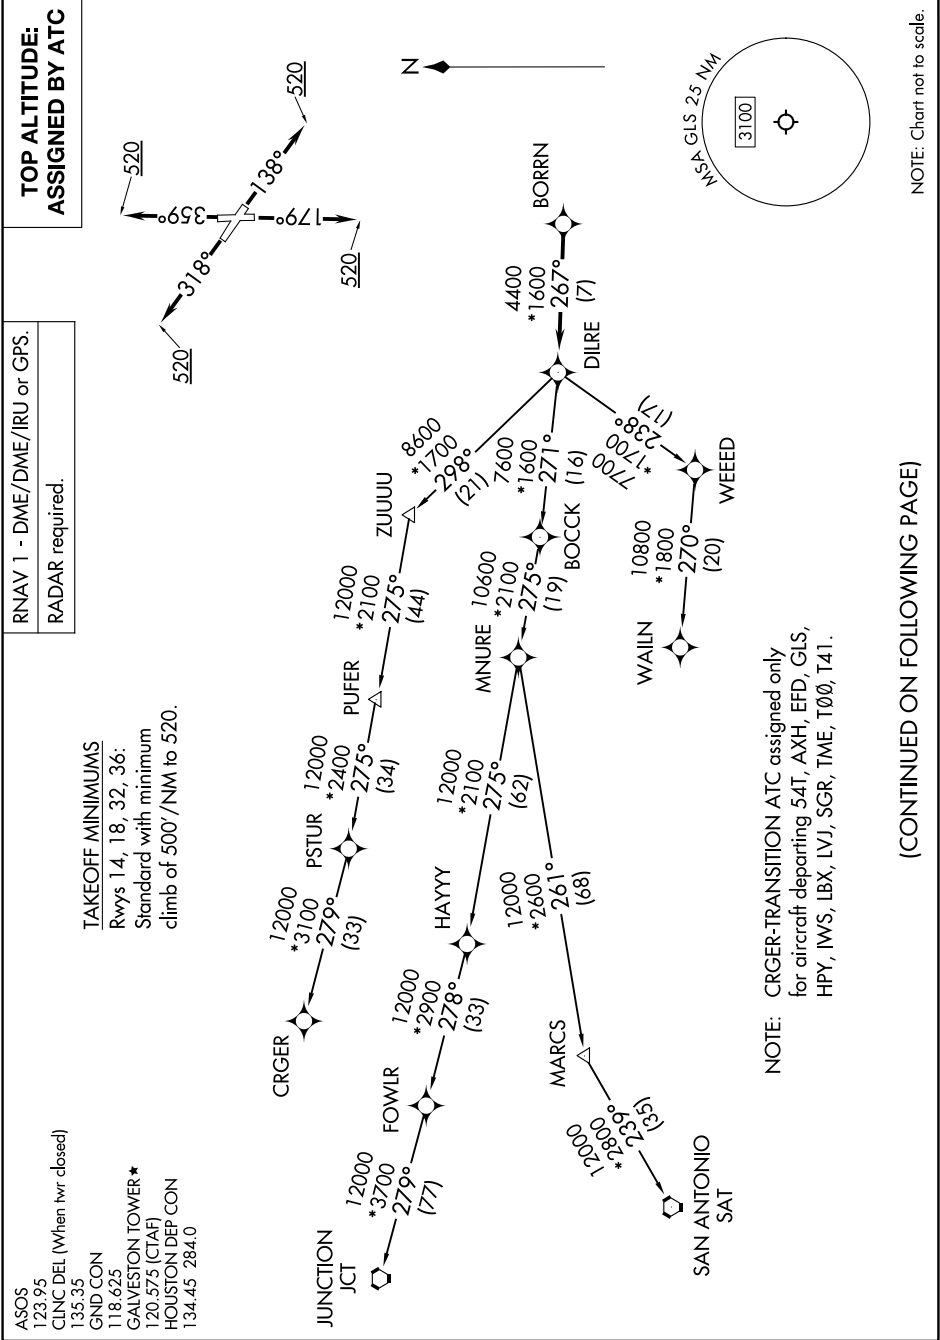 ASOS
123.95
CLNC DEL (When twr closed)
135.35
GND CON
118.625
GALVESTON TOWER★
120.575 (CTAF)
HOUSTON DEP CON
134.45 284.0
TAKEOFF MINIMUMS
Rwys 14, 18, 32, 36:
Standard with minimum
climb of 500'/NM to 520.
RNAV 1 - DME/DME/IRU or GPS.
RADAR required.
TOP ALTITUDE:
ASSIGNED BY ATC
520
318°
520
359°
138°
520
179°
520
N
MSA GLS 25 NM
3100
NOTE: Chart not to scale.
BORRN
4400
*1600
267°
(7)
DILRE
8600
*1700
298°
(21)
ZUUUU
12000
*2100
275°
(44)
PUFER
12000
*2400
275°
(34)
PSTUR
12000
*3100
279°
(33)
CRGER
7600
*1600
271°
(16)
BOCCK
10600
*2100
275°
(19)
MNURE
12000
*2100
275°
(62)
HAYYY
12000
*2900
278°
(33)
FOWLR
12000
*3700
279°
(77)
JUNCTION
JCT
12000
*2600
261°
(68)
MARCS
12000
*2800
239°
(35)
SAN ANTONIO
SAT
7700
*1700
238°
(17)
WEEED
10800
*1800
270°
(20)
WAILN
NOTE: CRGER-TRANSITION ATC assigned only
for aircraft departing 54T, AXH, EFD, GLS,
HPY, IWS, LBX, LVJ, SGR, TME, TØØ, T41.
(CONTINUED ON FOLLOWING PAGE)